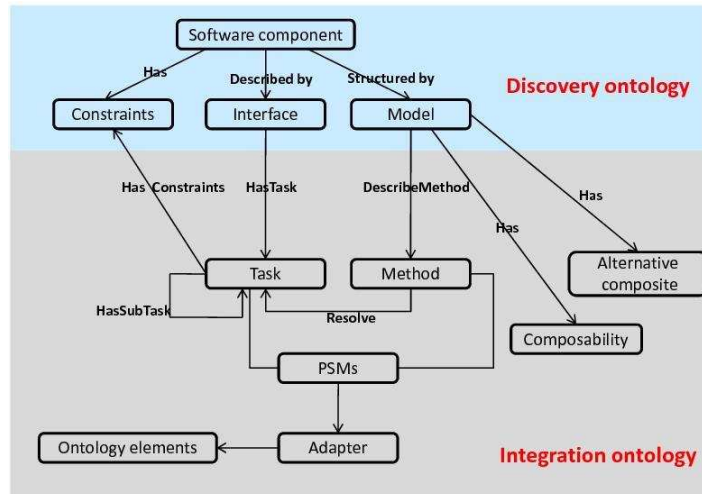 Software component
Has
Described by
Structured by
Discovery ontology
Constraints
Interface
Model
Has Constraints
HasTask
DescribeMethod
Has
Has
Task
Method
Alternative
composite
HasSubTask
Resolve
Composability
PSMs
Ontology elements
Adapter
Integration ontology